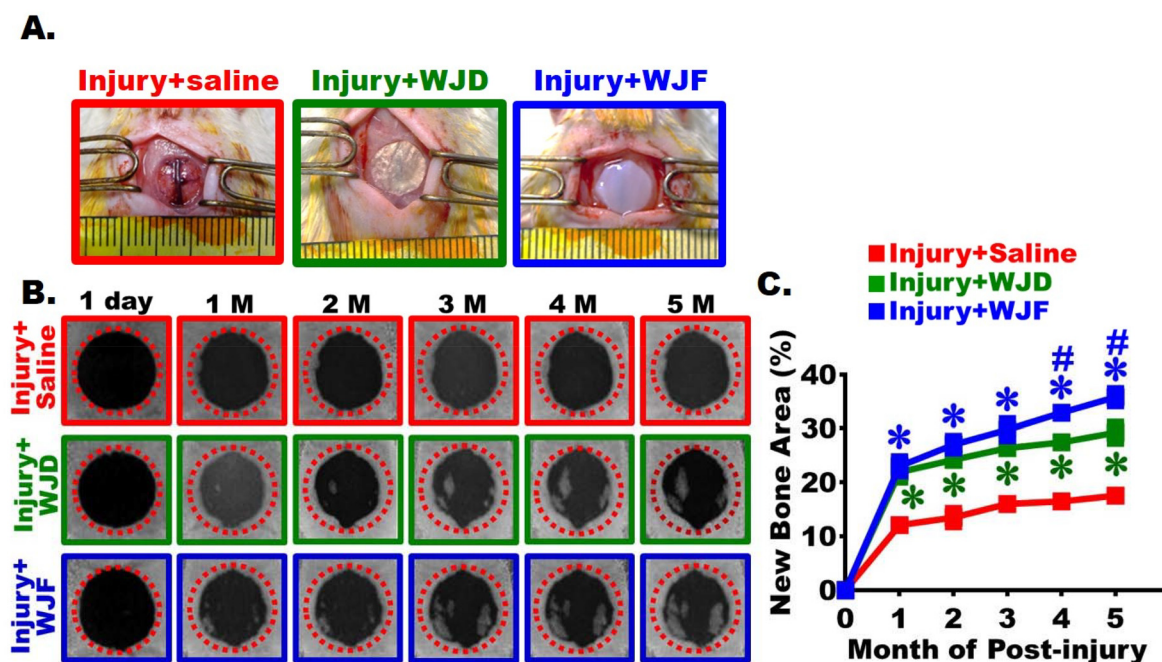 A.
Injury+saline
Injury+WJD
Injury+WJF
B.
1 day 1 M 2 M 3 M 4 M 5 M
Injury+
Saline
Injury+
WJD
Injury+
WJF
C.
Injury+Saline
Injury+WJD
Injury+WJF
New Bone Area (%)
40
30
20
10
0
# #
* * * * *
* * * * *
0 1 2 3 4 5
Month of Post-injury